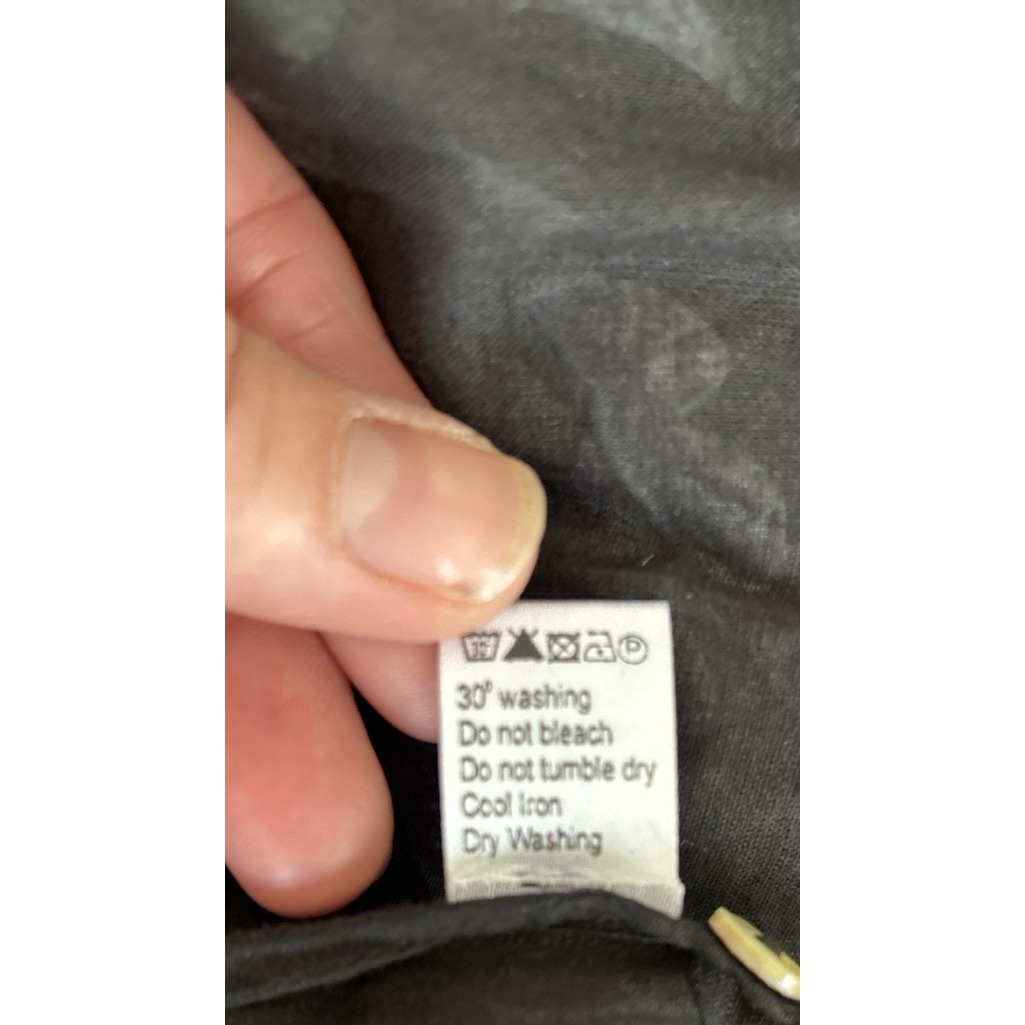 30° washing
Do not bleach
Do not tumble dry
Cool Iron
Dry Washing